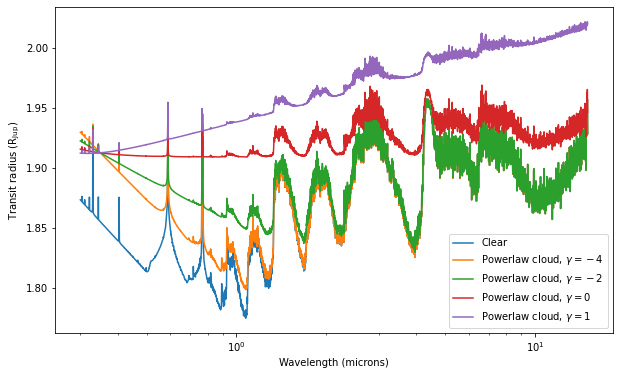 2.00
1.95
1.90
1.85
1.80
Transit radius (R_Jup)
Clear
Powerlaw cloud, γ = −4
Powerlaw cloud, γ = −2
Powerlaw cloud, γ = 0
Powerlaw cloud, γ = 1
10⁰
10¹
Wavelength (microns)